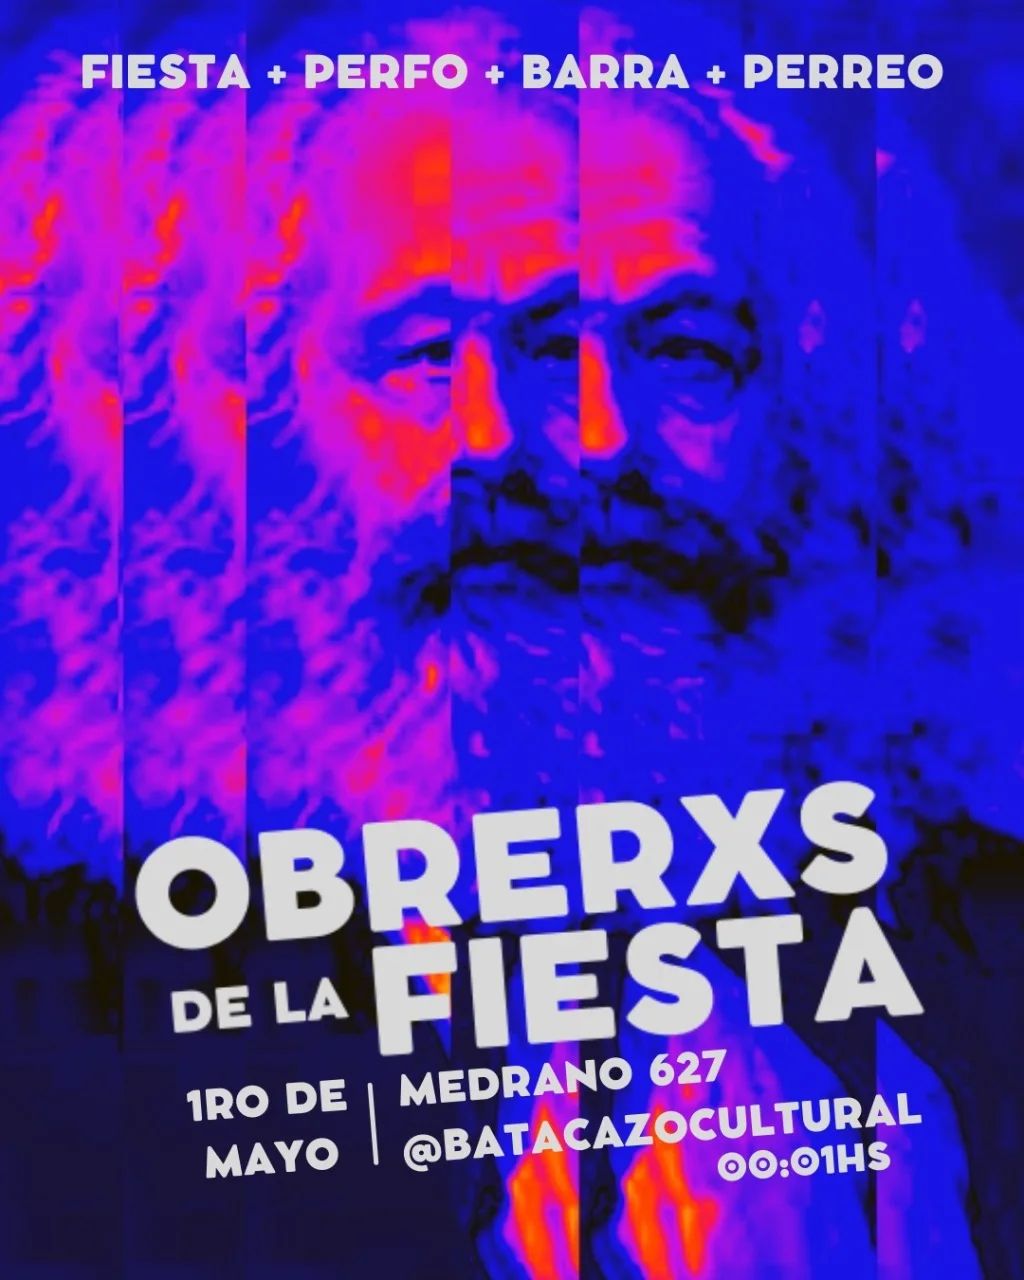 FIESTA + PERFO + BARRA + PERREO
OBRERXS
DE LA FIESTA
1RO DE MAYO
MEDRANO 627
@BATACAZOCULTURAL
00:01HS